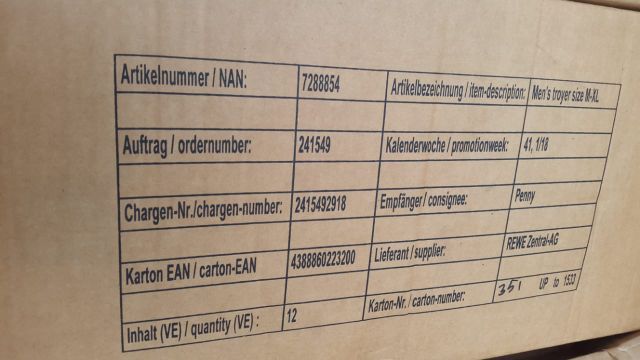 Artikelnummer / NAN: 7288854 Artikelbezeichnung / item-description: Men's troyer size M-XL
Auftrag / ordernumber: 241549 Kalenderwoche / promotionweek: 41, 1/18
Chargen-Nr./chargen-number: 2415492918 Empfänger / consignee: Penny
Karton EAN / carton-EAN 4388860223200 Lieferant / supplier: REWE Zentral-AG
Inhalt (VE) / quantity (VE) : 12 Karton-Nr. / carton-number: 351 UP to 1533